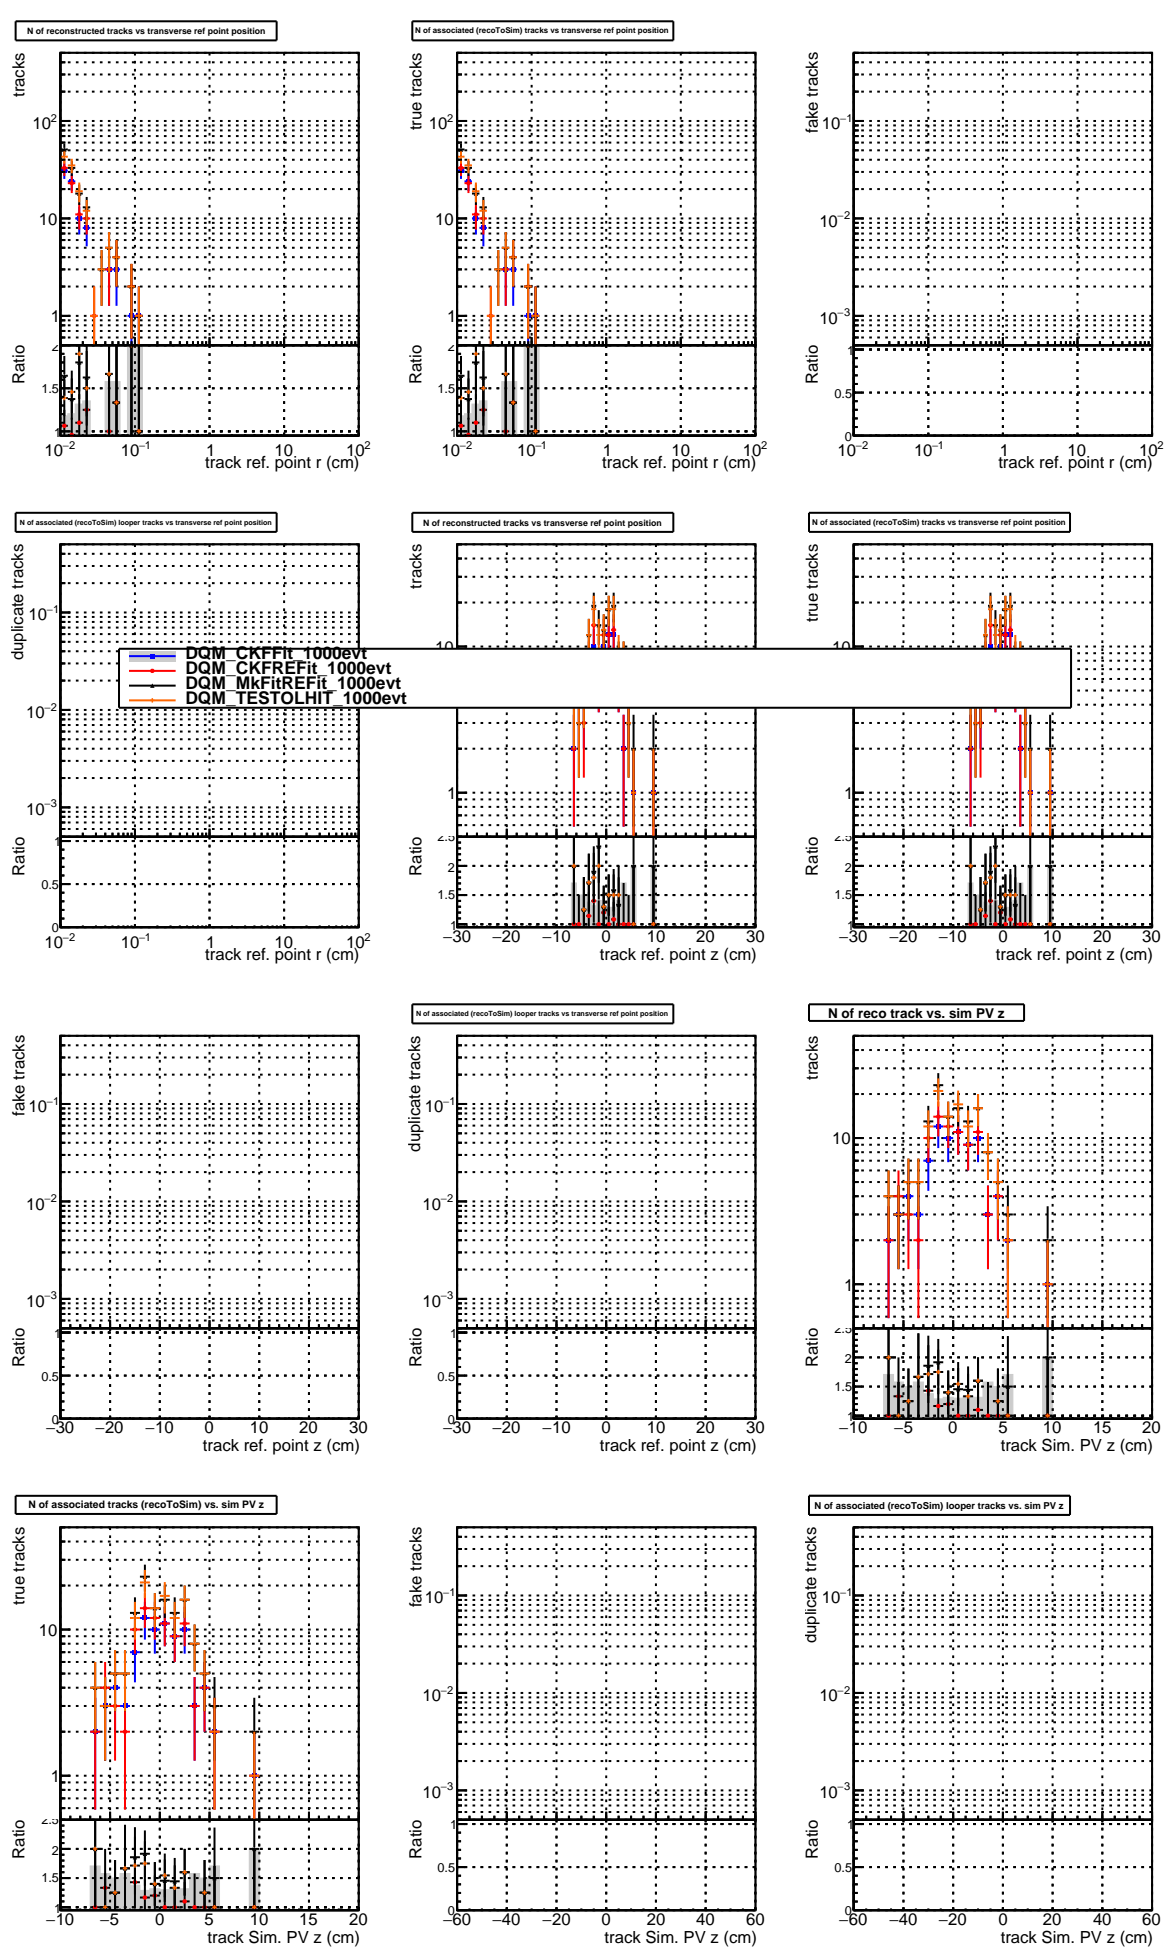 N of reconstructed tracks vs transverse ref point position
tracks
10²
10
1
Ratio
2
1.5
1
10⁻² 10⁻¹ 1 10 10²
track ref. point r (cm)
N of associated (recoToSim) tracks vs transverse ref point position
true tracks
10²
10
1
Ratio
2
1.5
1
10⁻² 10⁻¹ 1 10 10²
track ref. point r (cm)
fake tracks
10⁻¹
10⁻²
10⁻³
Ratio
1
0.5
0
10⁻² 10⁻¹ 1 10 10²
track ref. point r (cm)
N of associated (recoToSim) looper tracks vs transverse ref point position
duplicate tracks
10⁻¹
10⁻²
10⁻³
Ratio
1
0.5
0
10⁻² 10⁻¹ 1 10 10²
track ref. point r (cm)
N of reconstructed tracks vs transverse ref point position
tracks
10
1
Ratio
2.5
2
1.5
1
−30 −20 −10 0 10 20 30
track ref. point z (cm)
N of associated (recoToSim) tracks vs transverse ref point position
true tracks
10
1
Ratio
2.5
2
1.5
1
−30 −20 −10 0 10 20 30
track ref. point z (cm)
DQM_CKFFit_1000evt
DQM_CKFREFit_1000evt
DQM_MkFitREFit_1000evt
DQM_TESTOLHIT_1000evt
fake tracks
10⁻¹
10⁻²
10⁻³
Ratio
1
0.5
0
−30 −20 −10 0 10 20 30
track ref. point z (cm)
N of associated (recoToSim) looper tracks vs transverse ref point position
duplicate tracks
10⁻¹
10⁻²
10⁻³
Ratio
1
0.5
0
−30 −20 −10 0 10 20 30
track ref. point z (cm)
N of reco track vs. sim PV z
tracks
10
1
Ratio
2.5
2
1.5
1
−10 −5 0 5 10 15 20
track Sim. PV z (cm)
N of associated tracks (recoToSim) vs. sim PV z
true tracks
10
1
Ratio
2.5
2
1.5
1
−10 −5 0 5 10 15 20
track Sim. PV z (cm)
fake tracks
10⁻¹
10⁻²
10⁻³
Ratio
1
0.5
0
−60 −40 −20 0 20 40 60
track Sim. PV z (cm)
N of associated (recoToSim) looper tracks vs. sim PV z
duplicate tracks
10⁻¹
10⁻²
10⁻³
Ratio
1
0.5
0
−60 −40 −20 0 20 40 60
track Sim. PV z (cm)